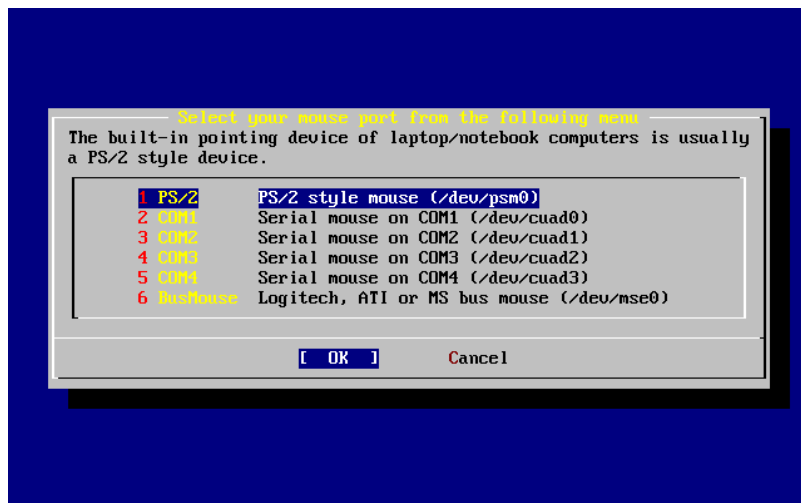 Select your mouse port from the following menu
The built-in pointing device of laptop/notebook computers is usually
a PS/2 style device.
1 PS/2 PS/2 style mouse (/dev/psm0)
2 COM1 Serial mouse on COM1 (/dev/cuad0)
3 COM2 Serial mouse on COM2 (/dev/cuad1)
4 COM3 Serial mouse on COM3 (/dev/cuad2)
5 COM4 Serial mouse on COM4 (/dev/cuad3)
6 BusMouse Logitech, ATI or MS bus mouse (/dev/mse0)
[ OK ] Cancel